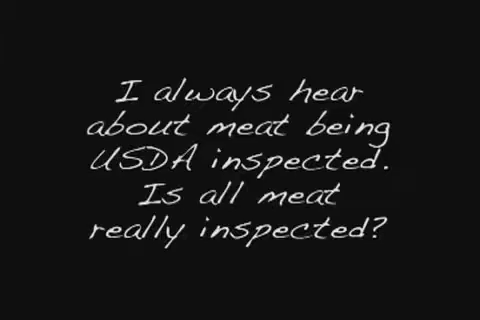 I always hear
about meat being
USDA inspected.
Is all meat
really inspected?